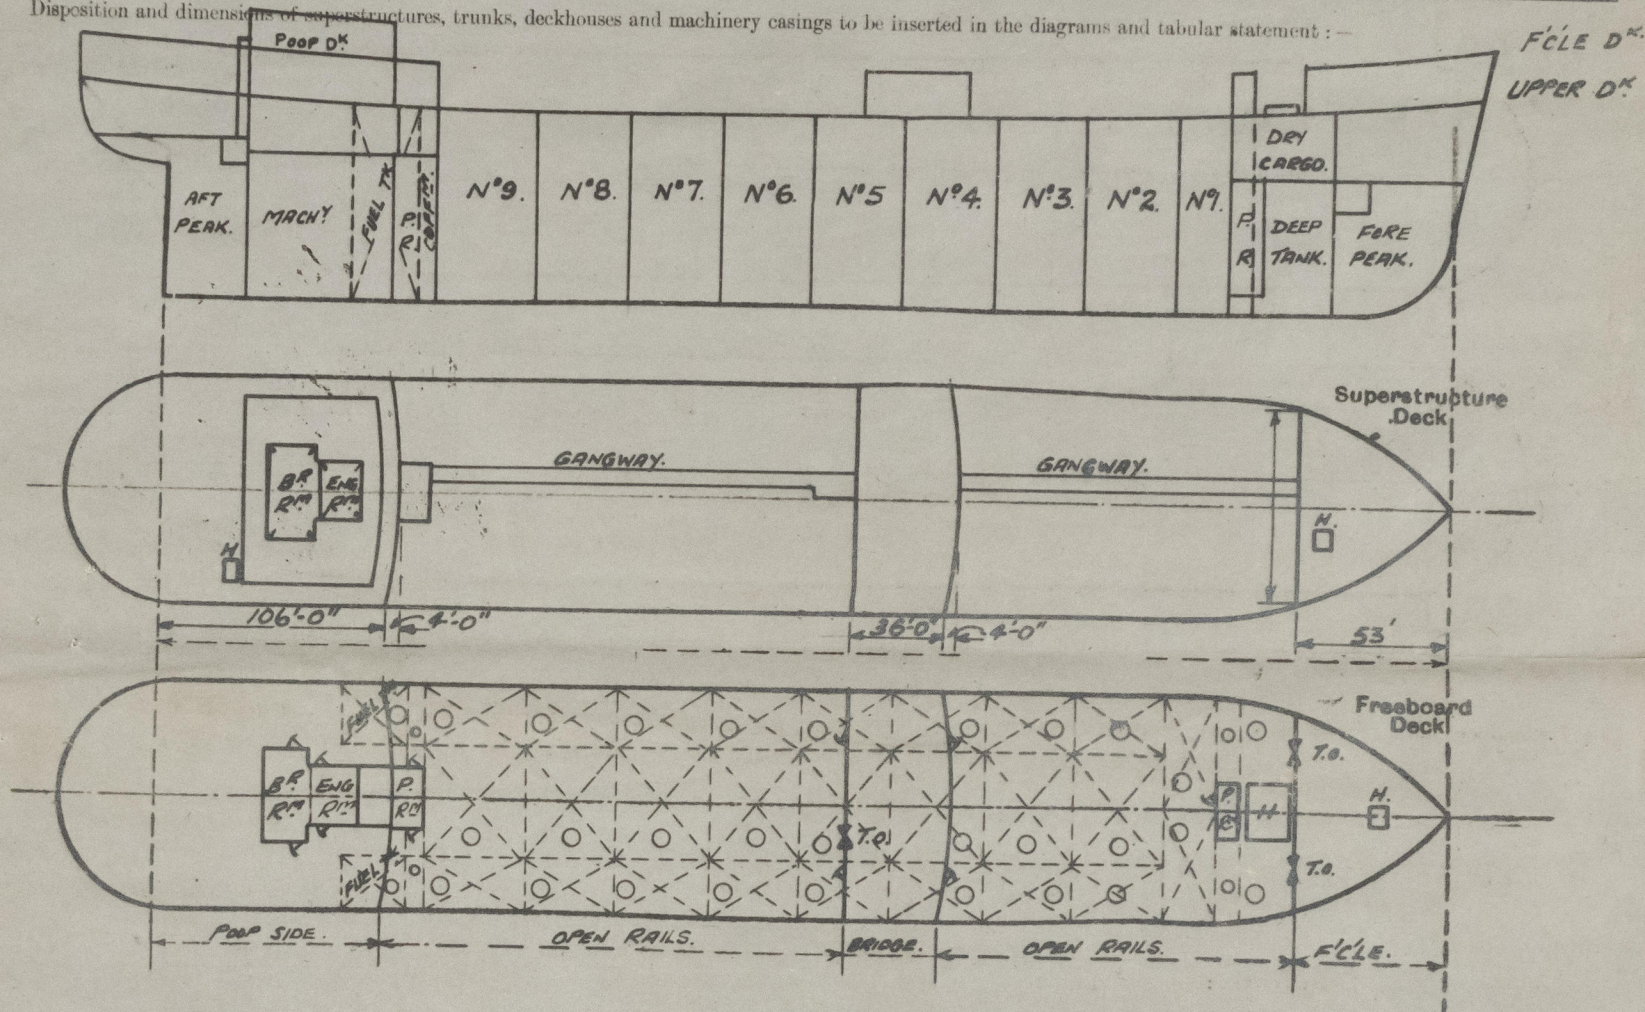 Disposition and dimensions of superstructures, trunks, deckhouses and machinery casings to be inserted in the diagrams and tabular statement : —
F'CLE DK.
POOP DK
UPPER DK.
DRY CARGO.
AFT PEAK.
MACHY
FUEL TK
P. R.
COFFM.
No9.
No8.
No7.
No6.
No5
No4.
No3.
No2.
No1.
P. R
DEEP TANK.
FORE PEAK.
Superstructure Deck
GANGWAY.
GANGWAY.
BR RM
ENG RM
H
H.
106'-0"
4'-0"
36'-0"
4'-0"
53'
Freeboard Deck
FUEL
T.O.
BR RM
ENG RM
P. RM
P.
H
H.
T.O.
FUEL
T.O.
POOP SIDE.
OPEN RAILS.
BRIDGE.
OPEN RAILS.
F'C'LE.